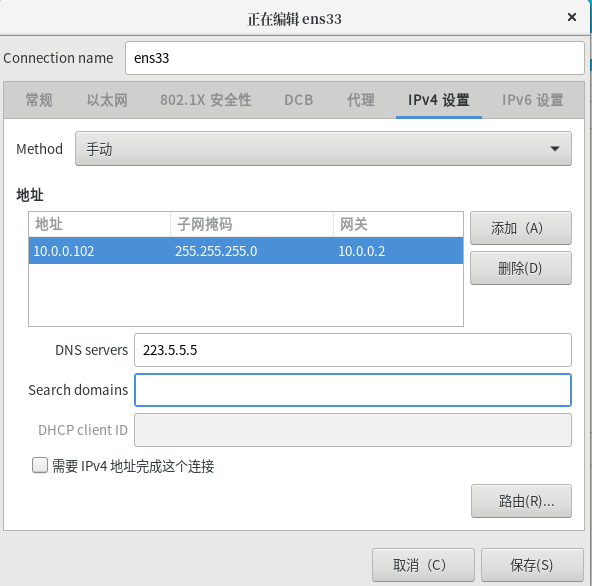 正在编辑 ens33
Connection name ens33
常规 以太网 802.1X 安全性 DCB 代理 IPv4 设置 IPv6 设置
Method 手动
地址
地址 子网掩码 网关 添加（A）
10.0.0.102 255.255.255.0 10.0.0.2
删除(D)
DNS servers 223.5.5.5
Search domains
DHCP client ID
需要 IPv4 地址完成这个连接
路由(R)...
取消（C） 保存(S)